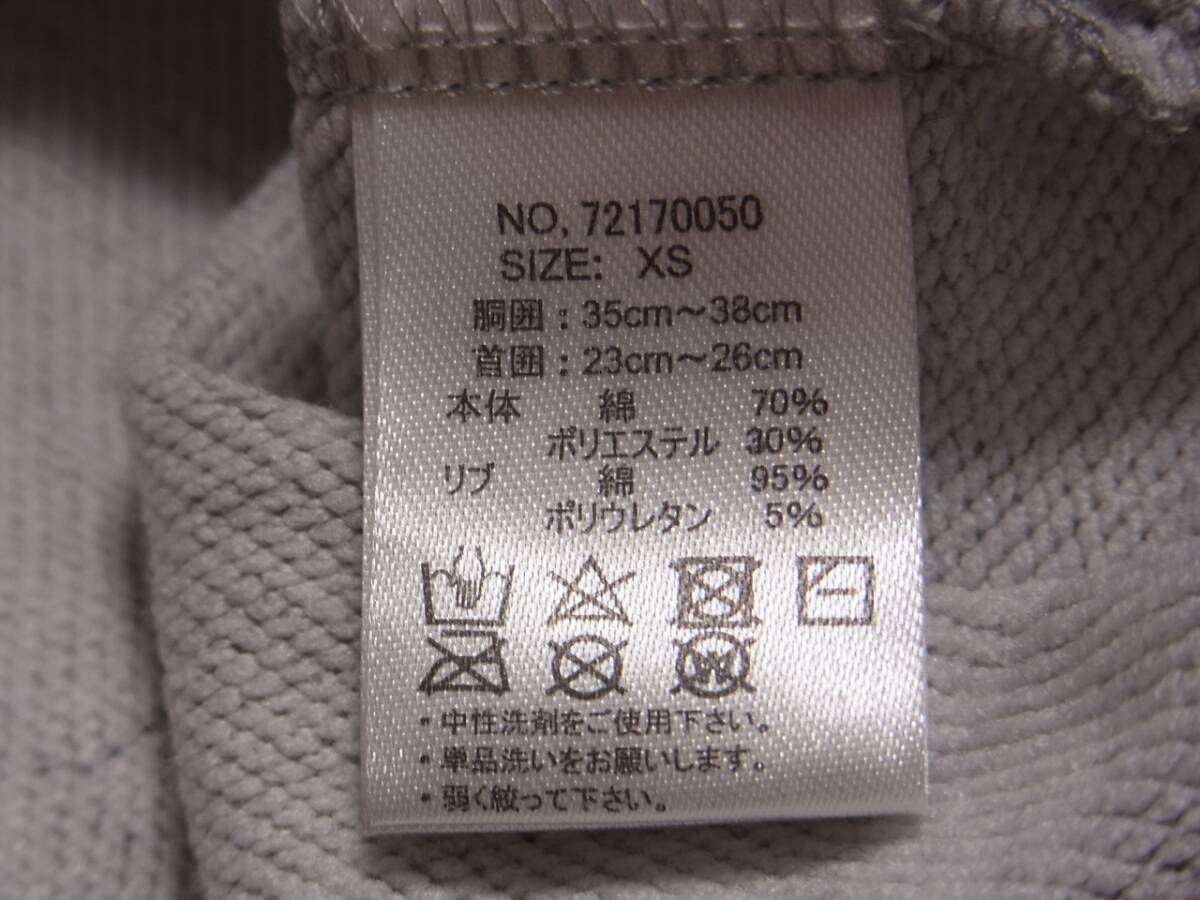 NO. 72170050
SIZE: XS
胴囲：35cm～38cm
首囲：23cm～26cm
本体 綿 70%
ポリエステル 30%
リブ 綿 95%
ポリウレタン 5%
・中性洗剤をご使用下さい。
・単品洗いをお願いします。
・弱く絞って下さい。